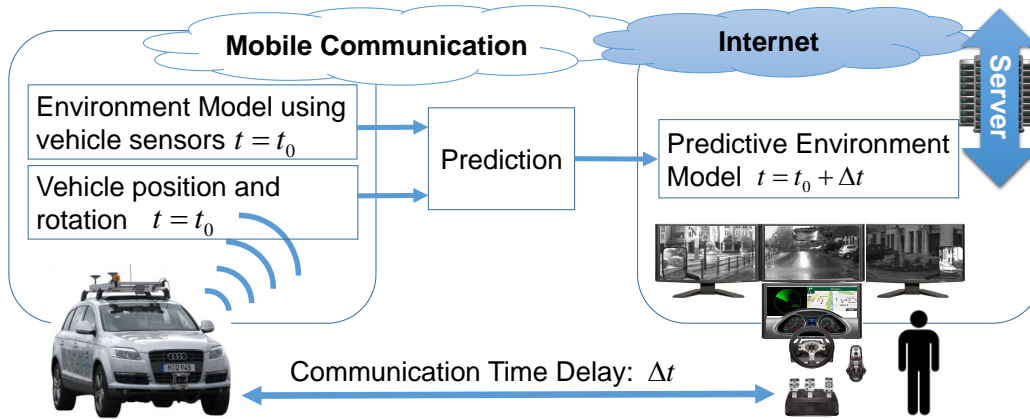 Mobile Communication
Internet
Server
Environment Model using
vehicle sensors t = t₀
Vehicle position and
rotation t = t₀
Prediction
Predictive Environment
Model t = t₀ + Δt
M Q 945
Communication Time Delay: Δt